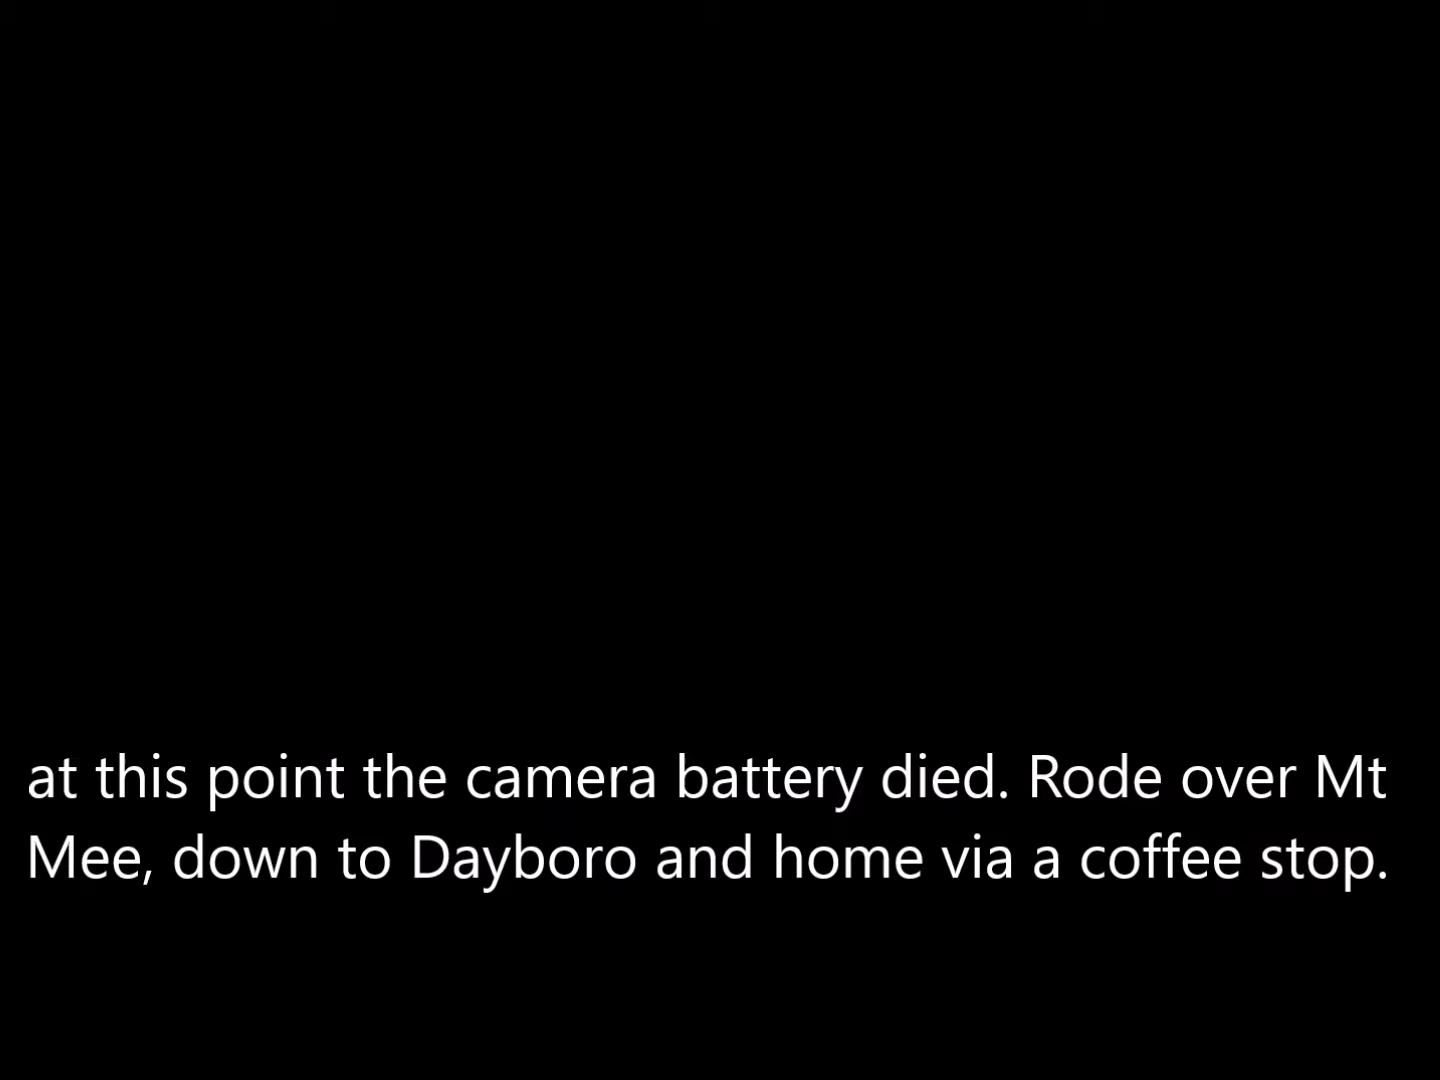 at this point the camera battery died. Rode over Mt
Mee, down to Dayboro and home via a coffee stop.